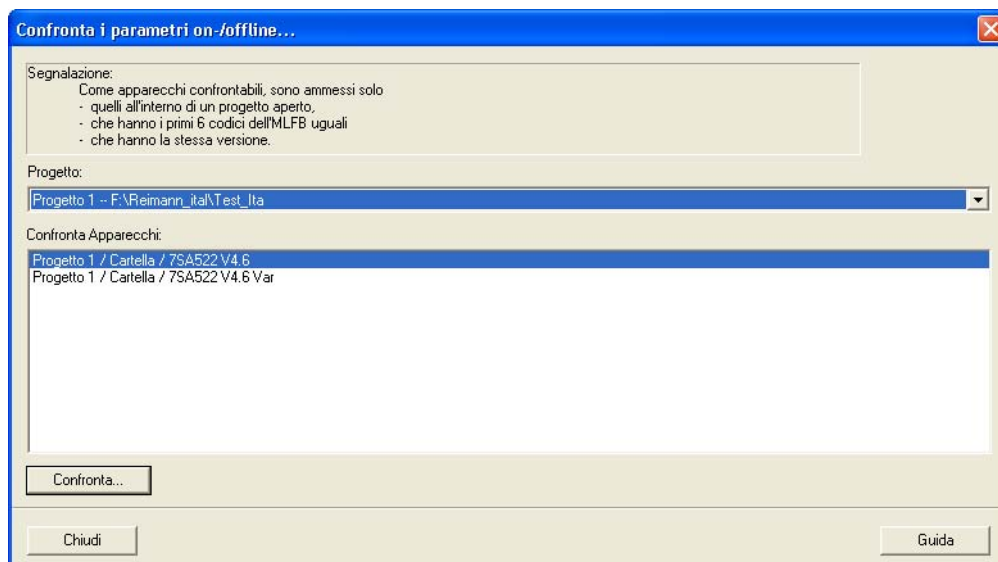 Confronta i parametri on-/offline...
Segnalazione:
Come apparecchi confrontabili, sono ammessi solo
- quelli all'interno di un progetto aperto,
- che hanno i primi 6 codici dell'MLFB uguali
- che hanno la stessa versione.
Progetto:
Progetto 1 -- F:\Reimann_ital\Test_Ita
Confronta Apparecchi:
Progetto 1 / Cartella / 7SA522 V4.6
Progetto 1 / Cartella / 7SA522 V4.6 Var
Confronta...
Chiudi
Guida